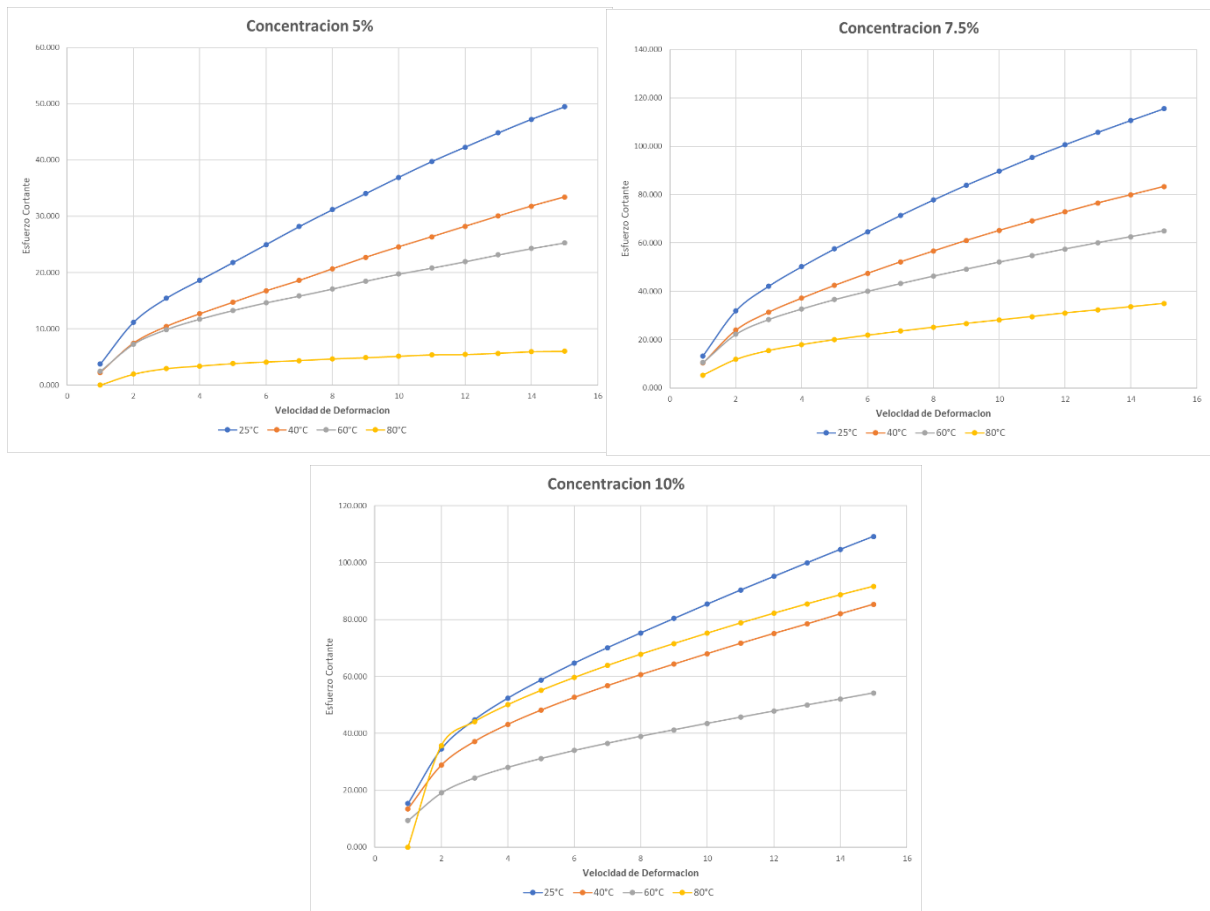 Concentracion 5%
60.000
50.000
40.000
30.000
20.000
10.000
0.000
Esfuerzo Cortante
0 2 4 6 8 10 12 14 16
Velocidad de Deformacion
25°C 40°C 60°C 80°C
Concentracion 7.5%
140.000
120.000
100.000
80.000
60.000
40.000
20.000
0.000
Esfuerzo Cortante
0 2 4 6 8 10 12 14 16
Velocidad de Deformacion
25°C 40°C 60°C 80°C
Concentracion 10%
120.000
100.000
80.000
60.000
40.000
20.000
0.000
Esfuerzo Cortante
0 2 4 6 8 10 12 14 16
Velocidad de Deformacion
25°C 40°C 60°C 80°C